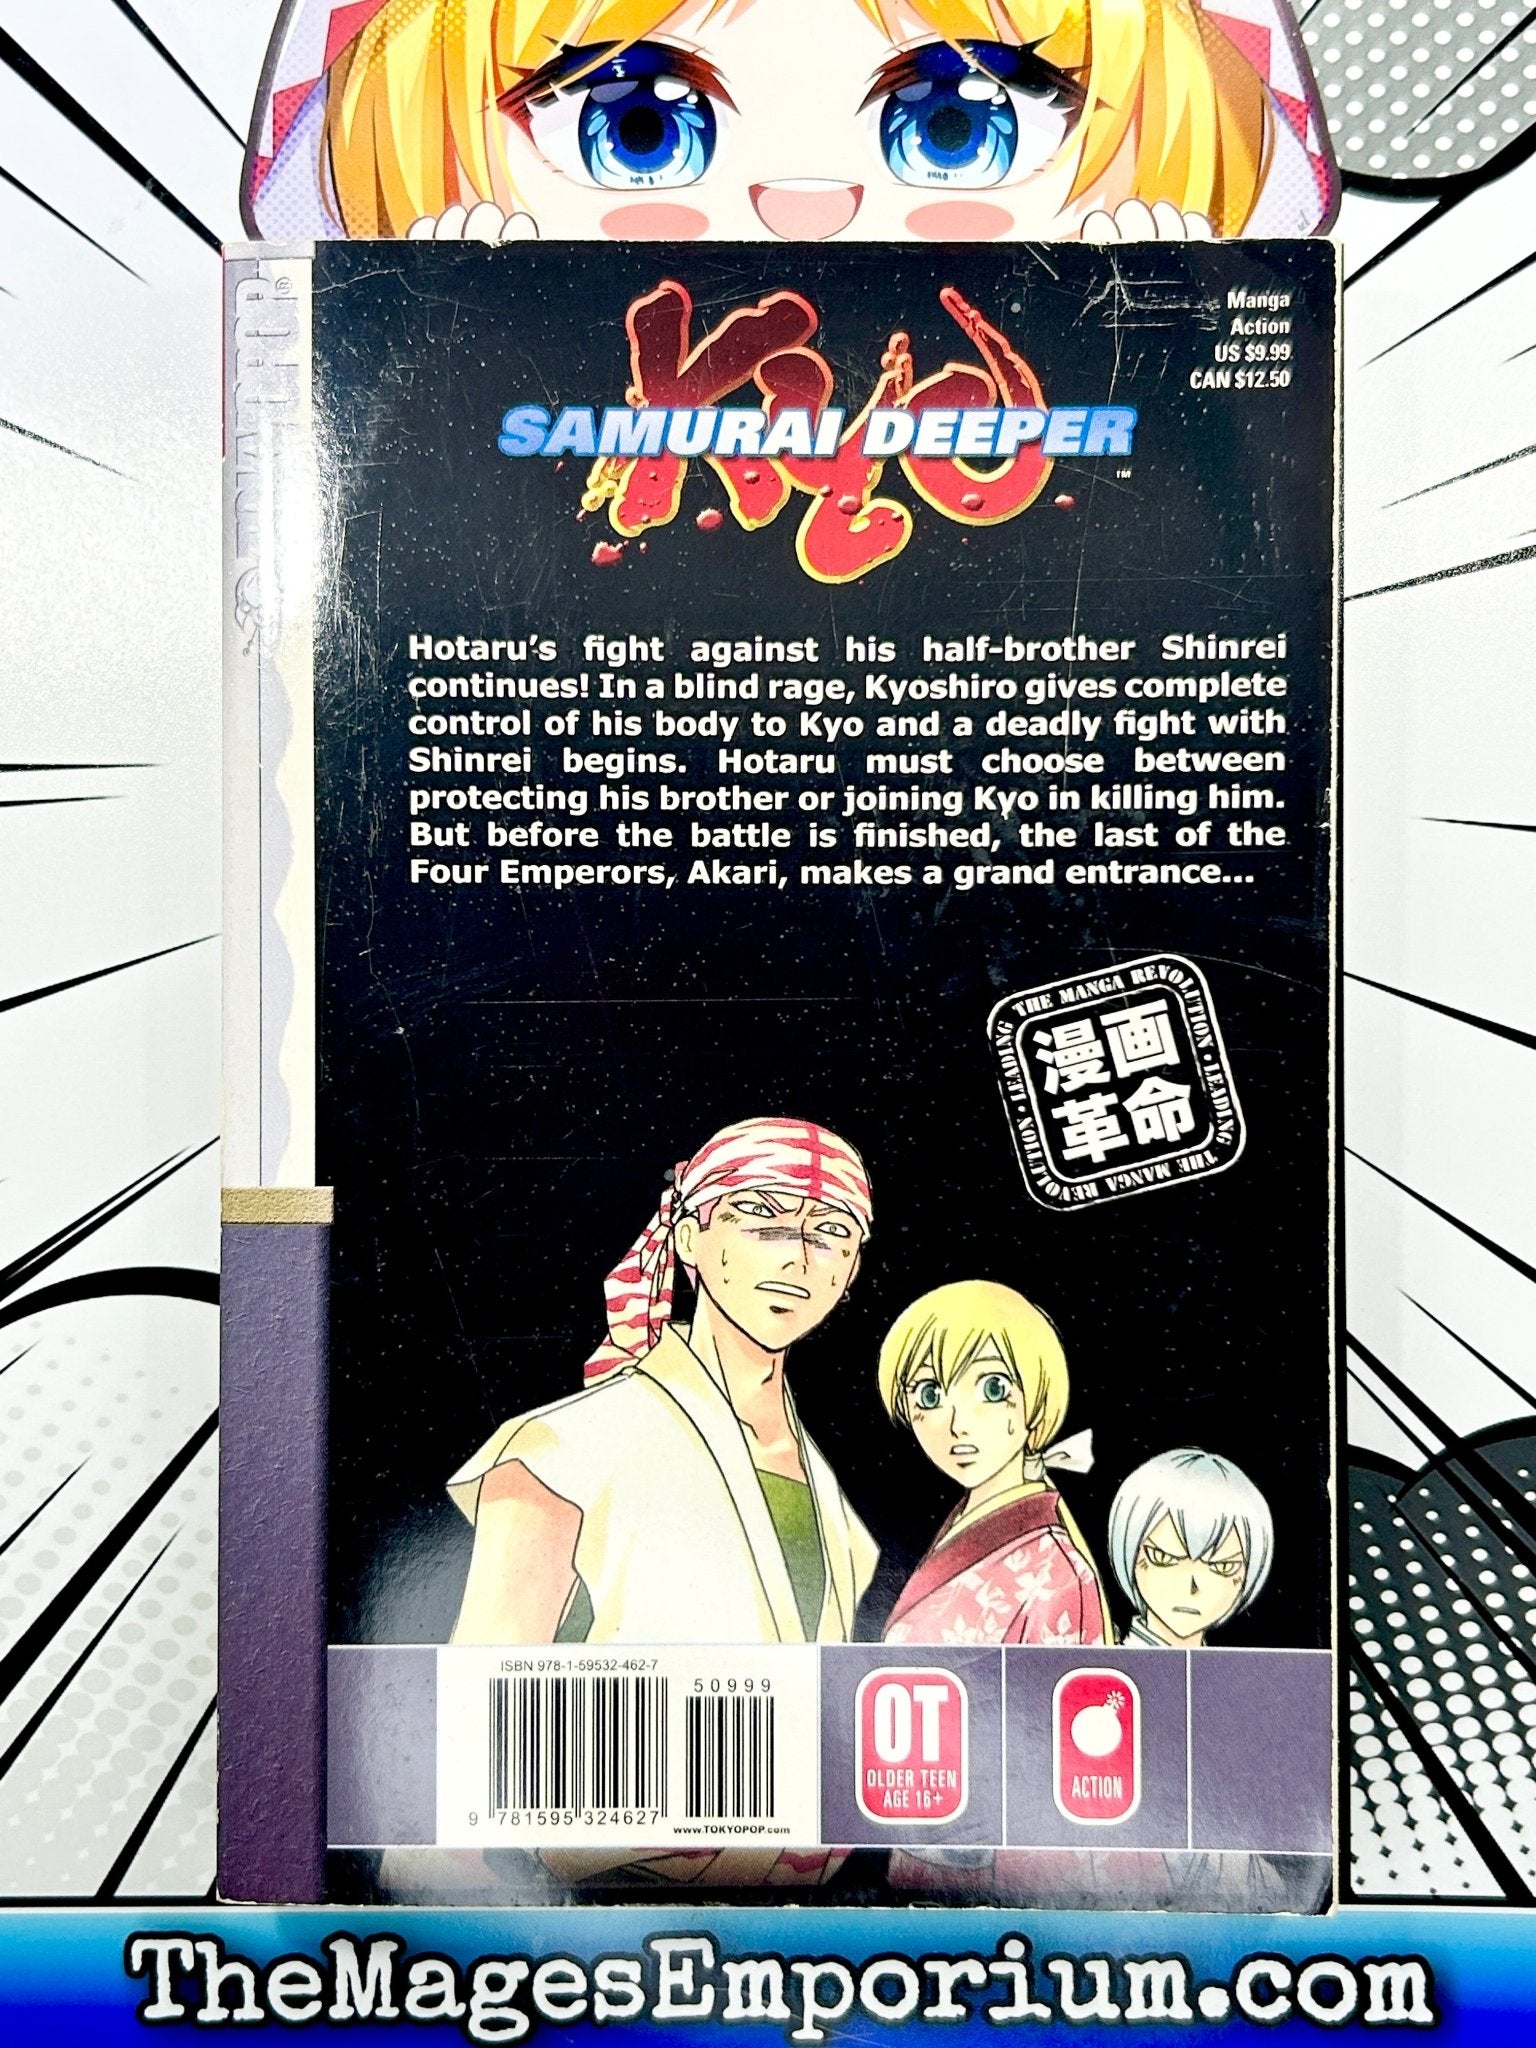 Manga
Action
US $9.99
CAN $12.50
SAMURAI DEEPER
KYO
™
Hotaru's fight against his half-brother Shinrei
continues! In a blind rage, Kyoshiro gives complete
control of his body to Kyo and a deadly fight with
Shinrei begins. Hotaru must choose between
protecting his brother or joining Kyo in killing him.
But before the battle is finished, the last of the
Four Emperors, Akari, makes a grand entrance...
THE MANGA REVOLUTION · LEADING THE MANGA REVOLUTION · LEADING
漫画
革命
ISBN 978-1-59532-462-7
50999
9 781595 324627
www.TOKYOPOP.com
OT
OLDER TEEN
AGE 16+
ACTION
TheMagesEmporium.com